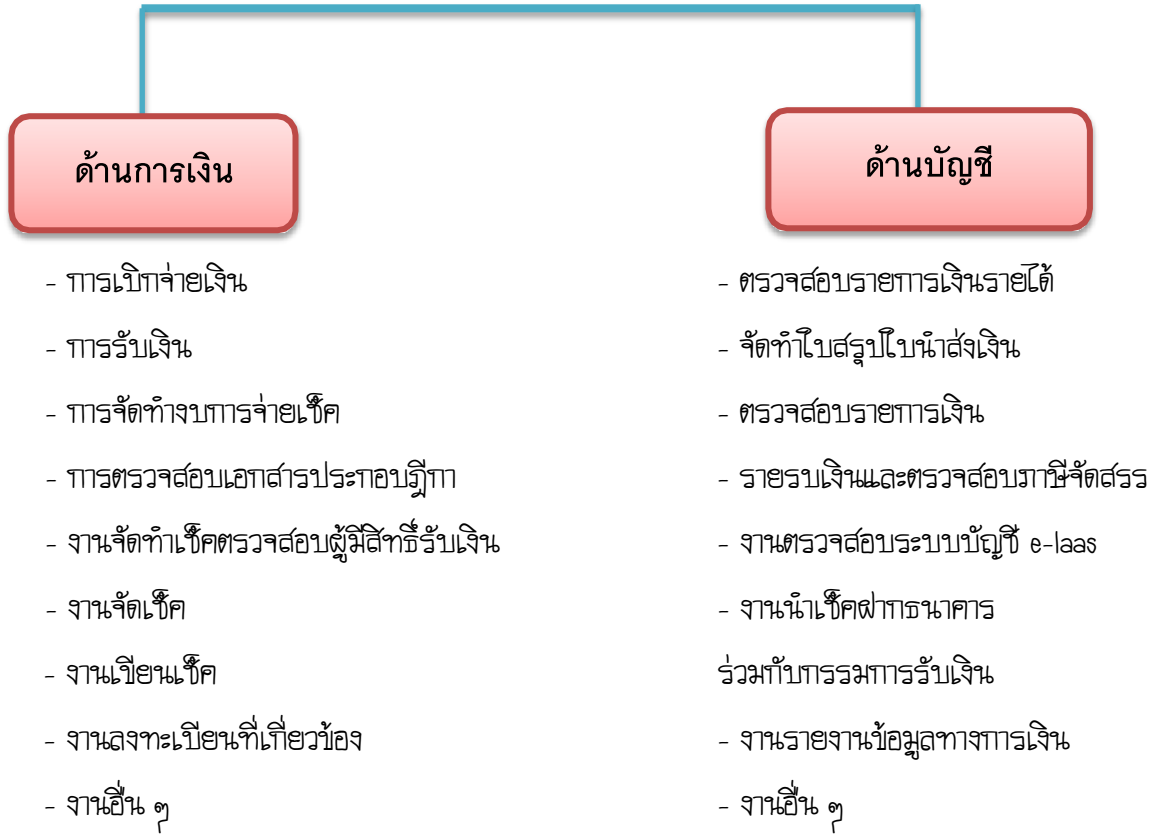 ด้านการเงิน
- การเบิกจ่ายเงิน
- การรับเงิน
- การจัดทำงบการจ่ายเช็ค
- การตรวจสอบเอกสารประกอบฎีกา
- งานจัดทำเช็คตรวจสอบผู้มีสิทธิ์รับเงิน
- งานจัดเช็ค
- งานเขียนเช็ค
- งานลงทะเบียนที่เกี่ยวข้อง
- งานอื่น ๆ
ด้านบัญชี
- ตรวจสอบรายการเงินรายได้
- จัดทำใบสรุปใบนำส่งเงิน
- ตรวจสอบรายการเงิน
- รายรบเงินและตรวจสอบภาษีจัดสรร
- งานตรวจสอบระบบบัญชี e-laas
- งานนำเช็คฝากธนาคาร
ร่วมกับกรรมการรับเงิน
- งานรายงานข้อมูลทางการเงิน
- งานอื่น ๆ